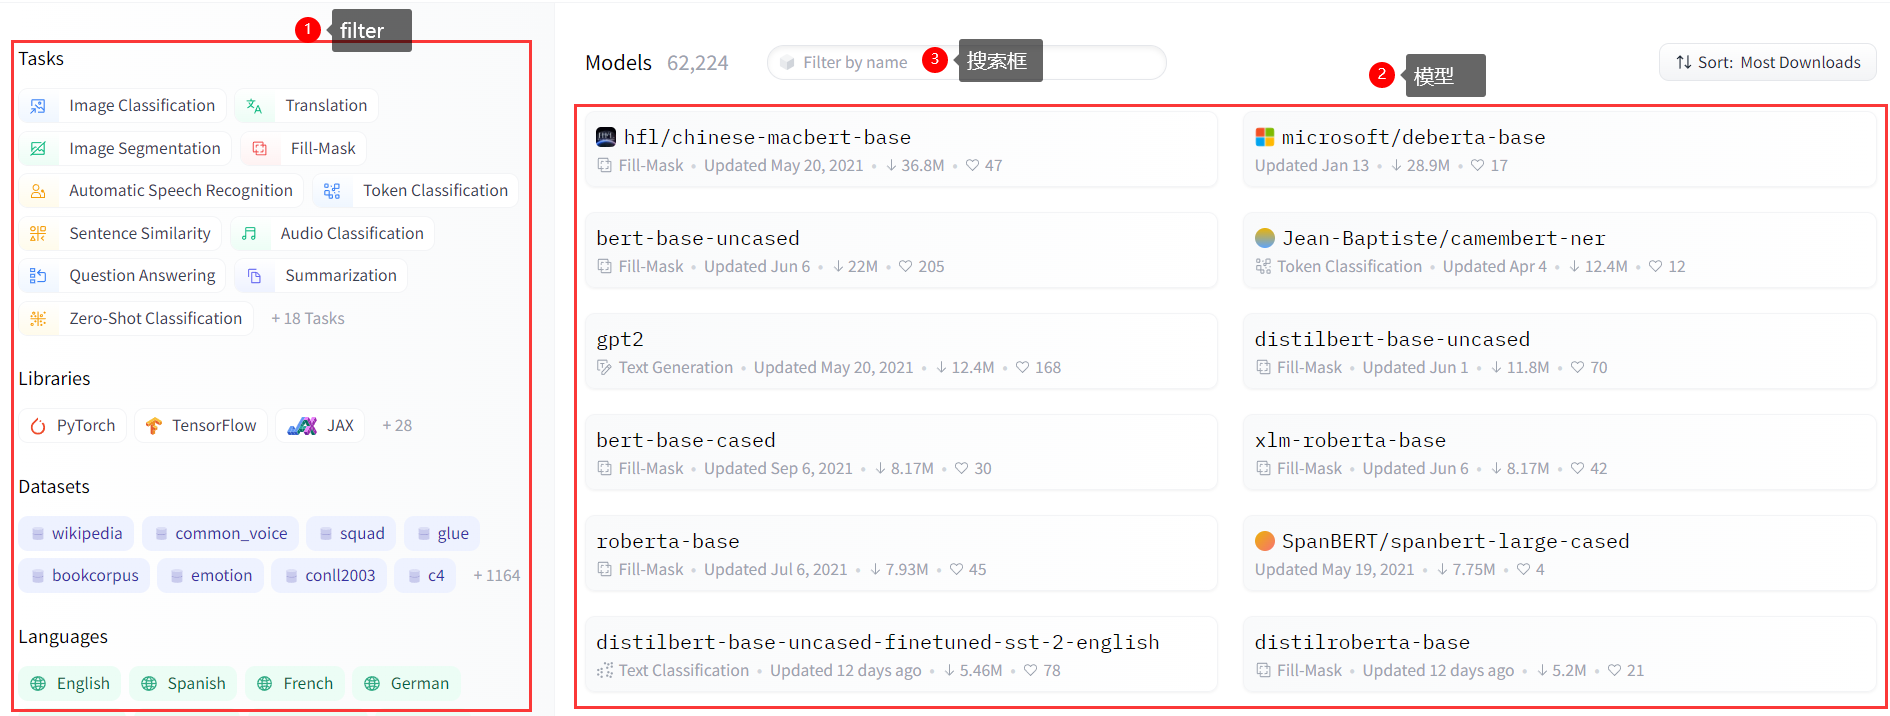 1 filter
Tasks
Image Classification Translation
Image Segmentation Fill-Mask
Automatic Speech Recognition Token Classification
Sentence Similarity Audio Classification
Question Answering Summarization
Zero-Shot Classification + 18 Tasks
Libraries
PyTorch TensorFlow JAX + 28
Datasets
wikipedia common_voice squad glue
bookcorpus emotion conll2003 c4 + 1164
Languages
English Spanish French German
Models 62,224 Filter by name 3 搜索框 2 模型 Sort: Most Downloads
hfl/chinese-macbert-base
Fill-Mask • Updated May 20, 2021 • ↓ 36.8M • ♡ 47
microsoft/deberta-base
Updated Jan 13 • ↓ 28.9M • ♡ 17
bert-base-uncased
Fill-Mask • Updated Jun 6 • ↓ 22M • ♡ 205
Jean-Baptiste/camembert-ner
Token Classification • Updated Apr 4 • ↓ 12.4M • ♡ 12
gpt2
Text Generation • Updated May 20, 2021 • ↓ 12.4M • ♡ 168
distilbert-base-uncased
Fill-Mask • Updated Jun 1 • ↓ 11.8M • ♡ 70
bert-base-cased
Fill-Mask • Updated Sep 6, 2021 • ↓ 8.17M • ♡ 30
xlm-roberta-base
Fill-Mask • Updated Jun 6 • ↓ 8.17M • ♡ 42
roberta-base
Fill-Mask • Updated Jul 6, 2021 • ↓ 7.93M • ♡ 45
SpanBERT/spanbert-large-cased
Updated May 19, 2021 • ↓ 7.75M • ♡ 4
distilbert-base-uncased-finetuned-sst-2-english
Text Classification • Updated 12 days ago • ↓ 5.46M • ♡ 78
distilroberta-base
Fill-Mask • Updated 12 days ago • ↓ 5.2M • ♡ 21